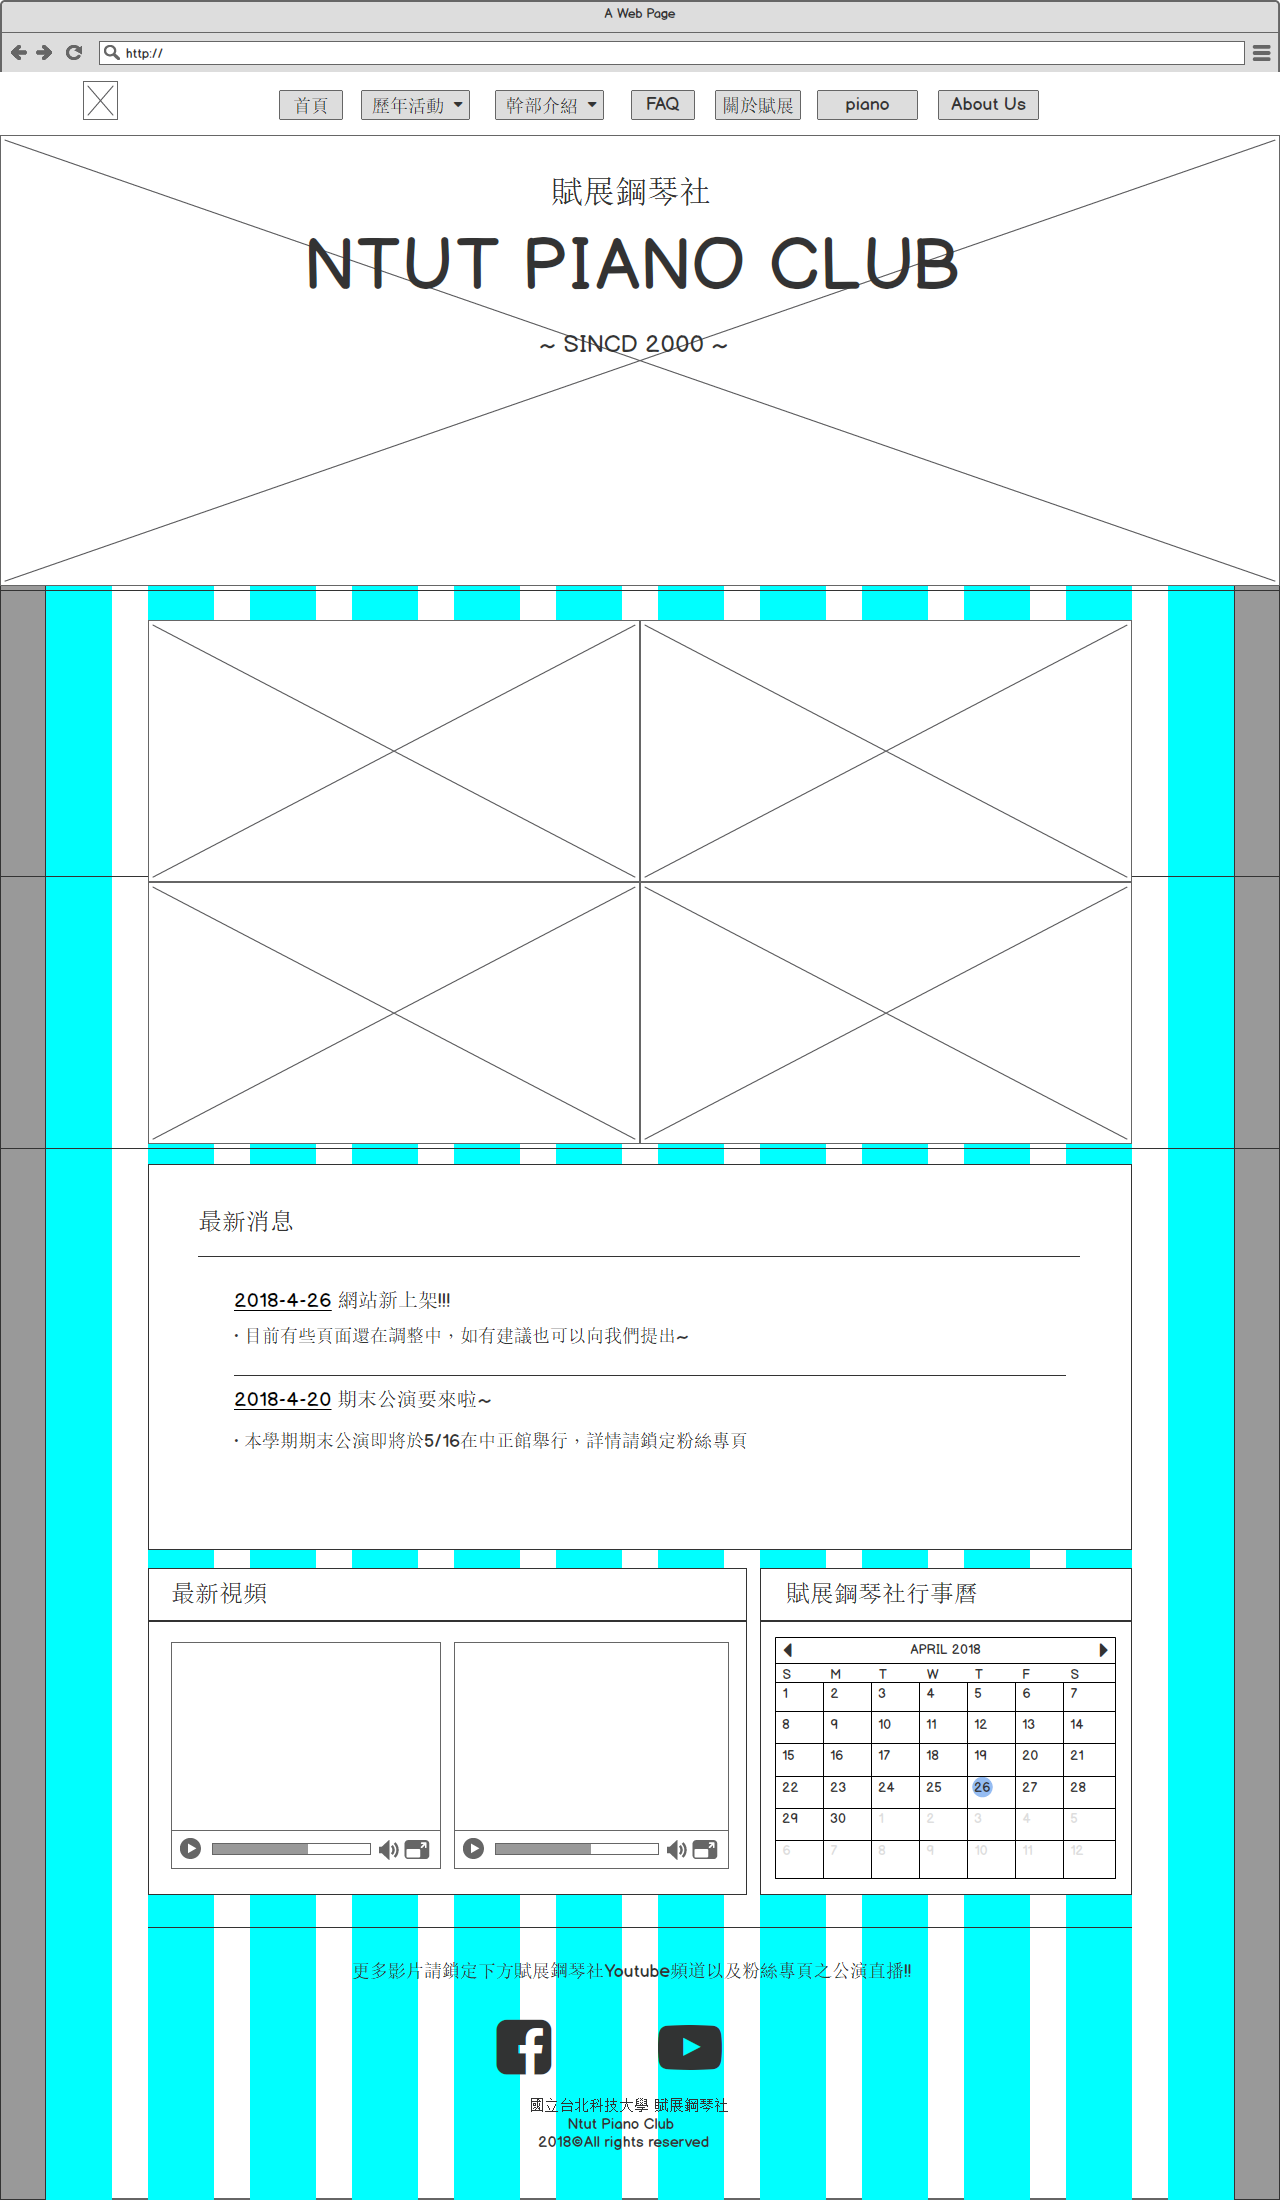 A Web Page
http://
首頁 歷年活動 幹部介紹 FAQ 關於賦展 piano About Us
賦展鋼琴社
NTUT PIANO CLUB
~ SINCD 2000 ~
最新消息
2018-4-26 網站新上架!!!
· 目前有些頁面還在調整中，如有建議也可以向我們提出~
2018-4-20 期末公演要來啦~
· 本學期期末公演即將於5/16在中正館舉行，詳情請鎖定粉絲專頁
最新視頻
賦展鋼琴社行事曆
APRIL 2018
S M T W T F S
1 2 3 4 5 6 7
8 9 10 11 12 13 14
15 16 17 18 19 20 21
22 23 24 25 26 27 28
29 30 1 2 3 4 5
6 7 8 9 10 11 12
更多影片請鎖定下方賦展鋼琴社Youtube頻道以及粉絲專頁之公演直播!!
國立台北科技大學 賦展鋼琴社
Ntut Piano Club
2018©All rights reserved